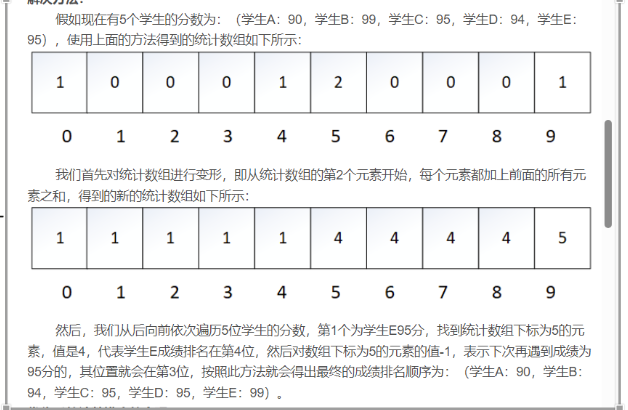 假如现在有5个学生的分数为：（学生A：90，学生B：99，学生C：95，学生D：94，学生E：
95），使用上面的方法得到的统计数组如下所示：
1 0 0 0 1 2 0 0 0 1
0 1 2 3 4 5 6 7 8 9
我们首先对统计数组进行变形，即从统计数组的第2个元素开始，每个元素都加上前面的所有元
素之和，得到的新的统计数组如下所示：
1 1 1 1 1 4 4 4 4 5
0 1 2 3 4 5 6 7 8 9
然后，我们从后向前依次遍历5位学生的分数，第1个为学生E95分，找到统计数组下标为5的元
素，值是4，代表学生E成绩排名在第4位，然后对数组下标为5的元素的值-1，表示下次再遇到成绩为
95分的，其位置就会在第3位，按照此方法就会得出最终的成绩排名顺序为：（学生A：90，学生B：
94，学生C：95，学生D：95，学生E：99）。